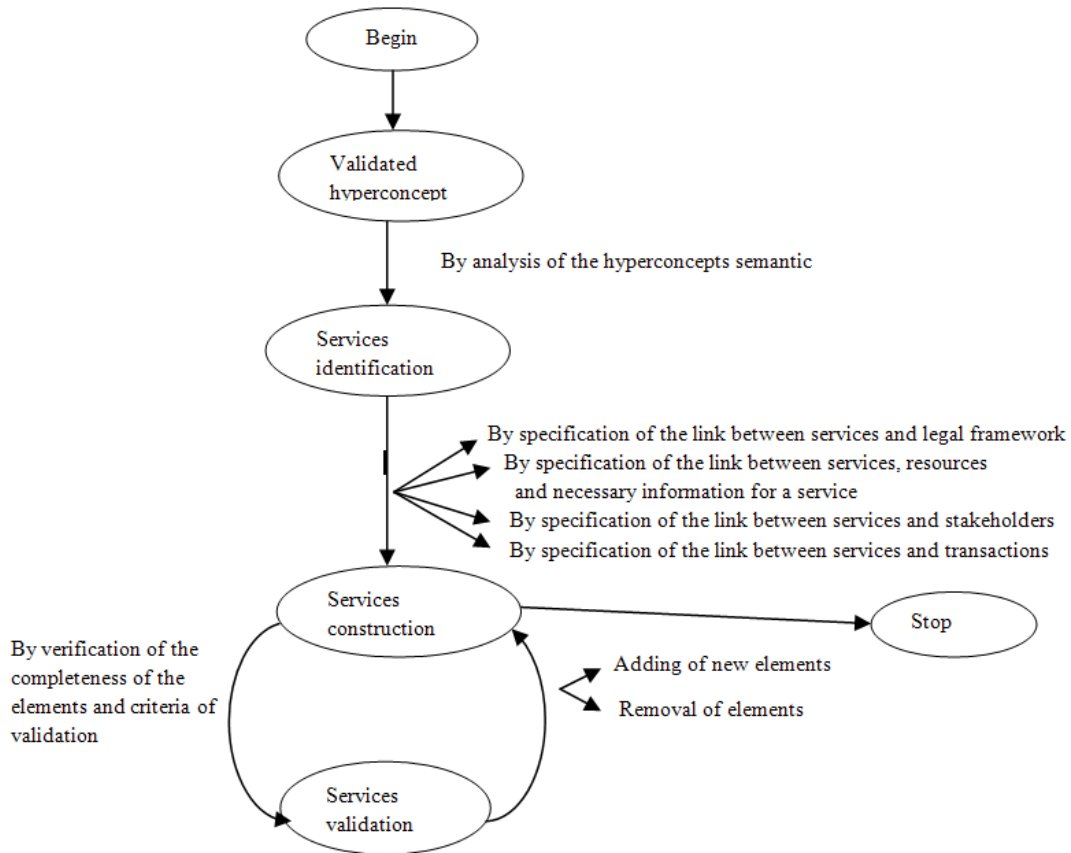 Begin
Validated
hyperconcept
By analysis of the hyperconcepts semantic
Services
identification
By specification of the link between services and legal framework
By specification of the link between services, resources
and necessary information for a service
By specification of the link between services and stakeholders
By specification of the link between services and transactions
Services
construction
Stop
By verification of the
completeness of the
elements and criteria of
validation
Adding of new elements
Removal of elements
Services
validation